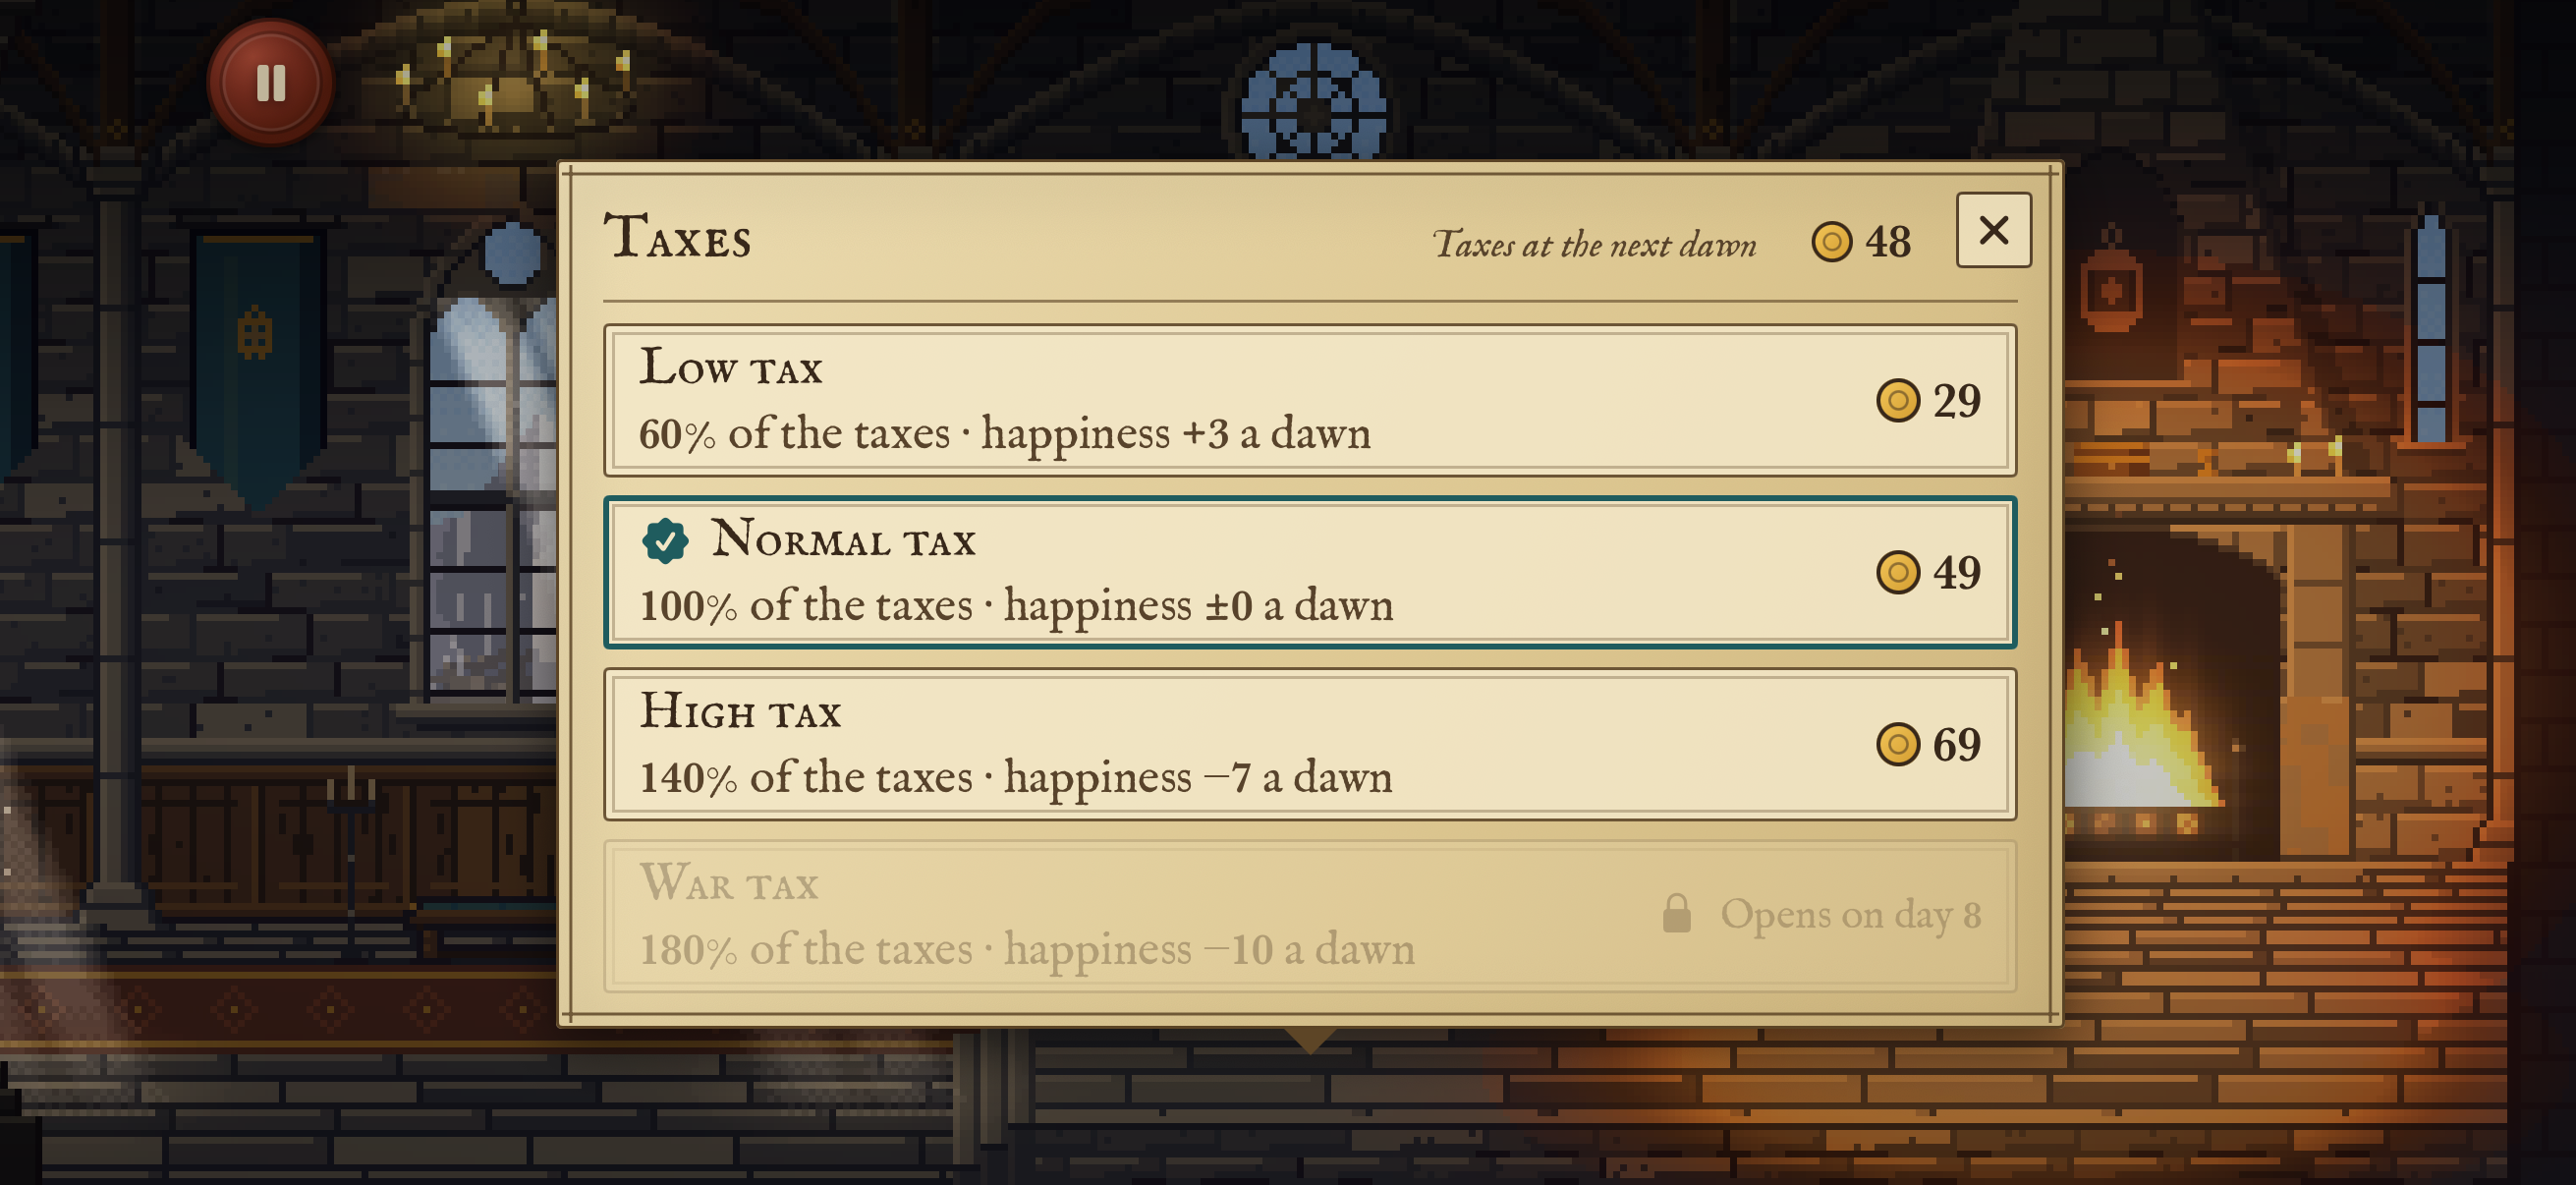 Taxes
Taxes at the next dawn 48
Low tax
60% of the taxes · happiness +3 a dawn
29
Normal tax
100% of the taxes · happiness ±0 a dawn
49
High tax
140% of the taxes · happiness −7 a dawn
69
War tax
180% of the taxes · happiness −10 a dawn
Opens on day 8